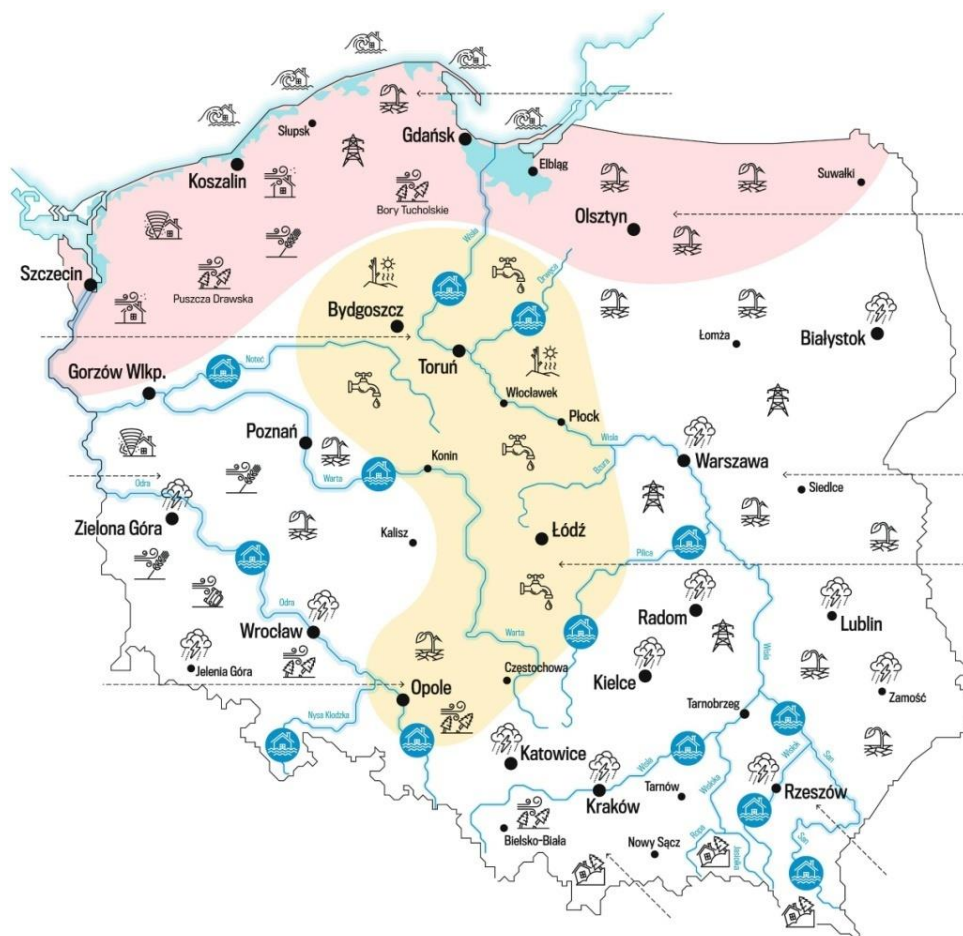 Słupsk
Gdańsk
Koszalin
Elbląg
Suwałki
Bory Tucholskie
Olsztyn
Wisła
Drwęca
Szczecin
Puszcza Drawska
Bydgoszcz
Białystok
Łomża
Toruń
Noteć
Gorzów Wlkp.
Włocławek
Płock
Poznań
Wisła
Konin
Bzura
Warszawa
Warta
Odra
Siedlce
Zielona Góra
Kalisz
Łódź
Pilica
Odra
Radom
Lublin
Wrocław
Warta
Wisła
Jelenia Góra
Częstochowa
Kielce
Zamość
Opole
Tarnobrzeg
Nysa Kłodzka
Katowice
Wisła
Wisłok
San
Wisłoka
Tarnów
Rzeszów
Kraków
Bielsko-Biała
Ropa
Nowy Sącz
Jasiołka
San